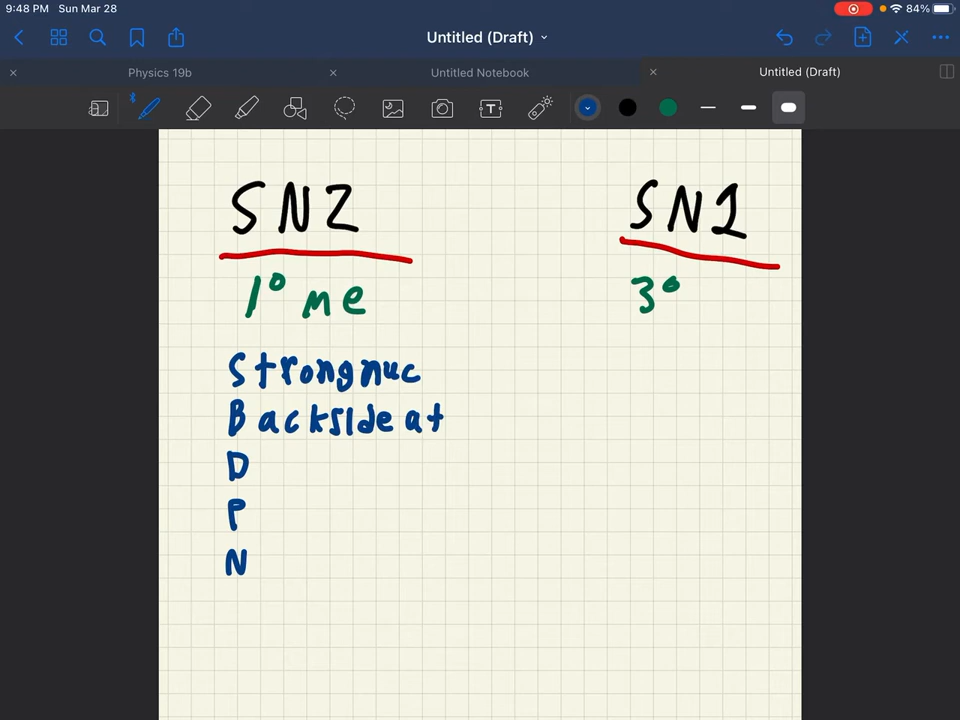 9:48 PM Sun Mar 28 84%
Untitled (Draft)
Physics 19b Untitled Notebook Untitled (Draft)
T
SN2 SN1
1° me 3°
Strongnuc
Backside at
D
P
N